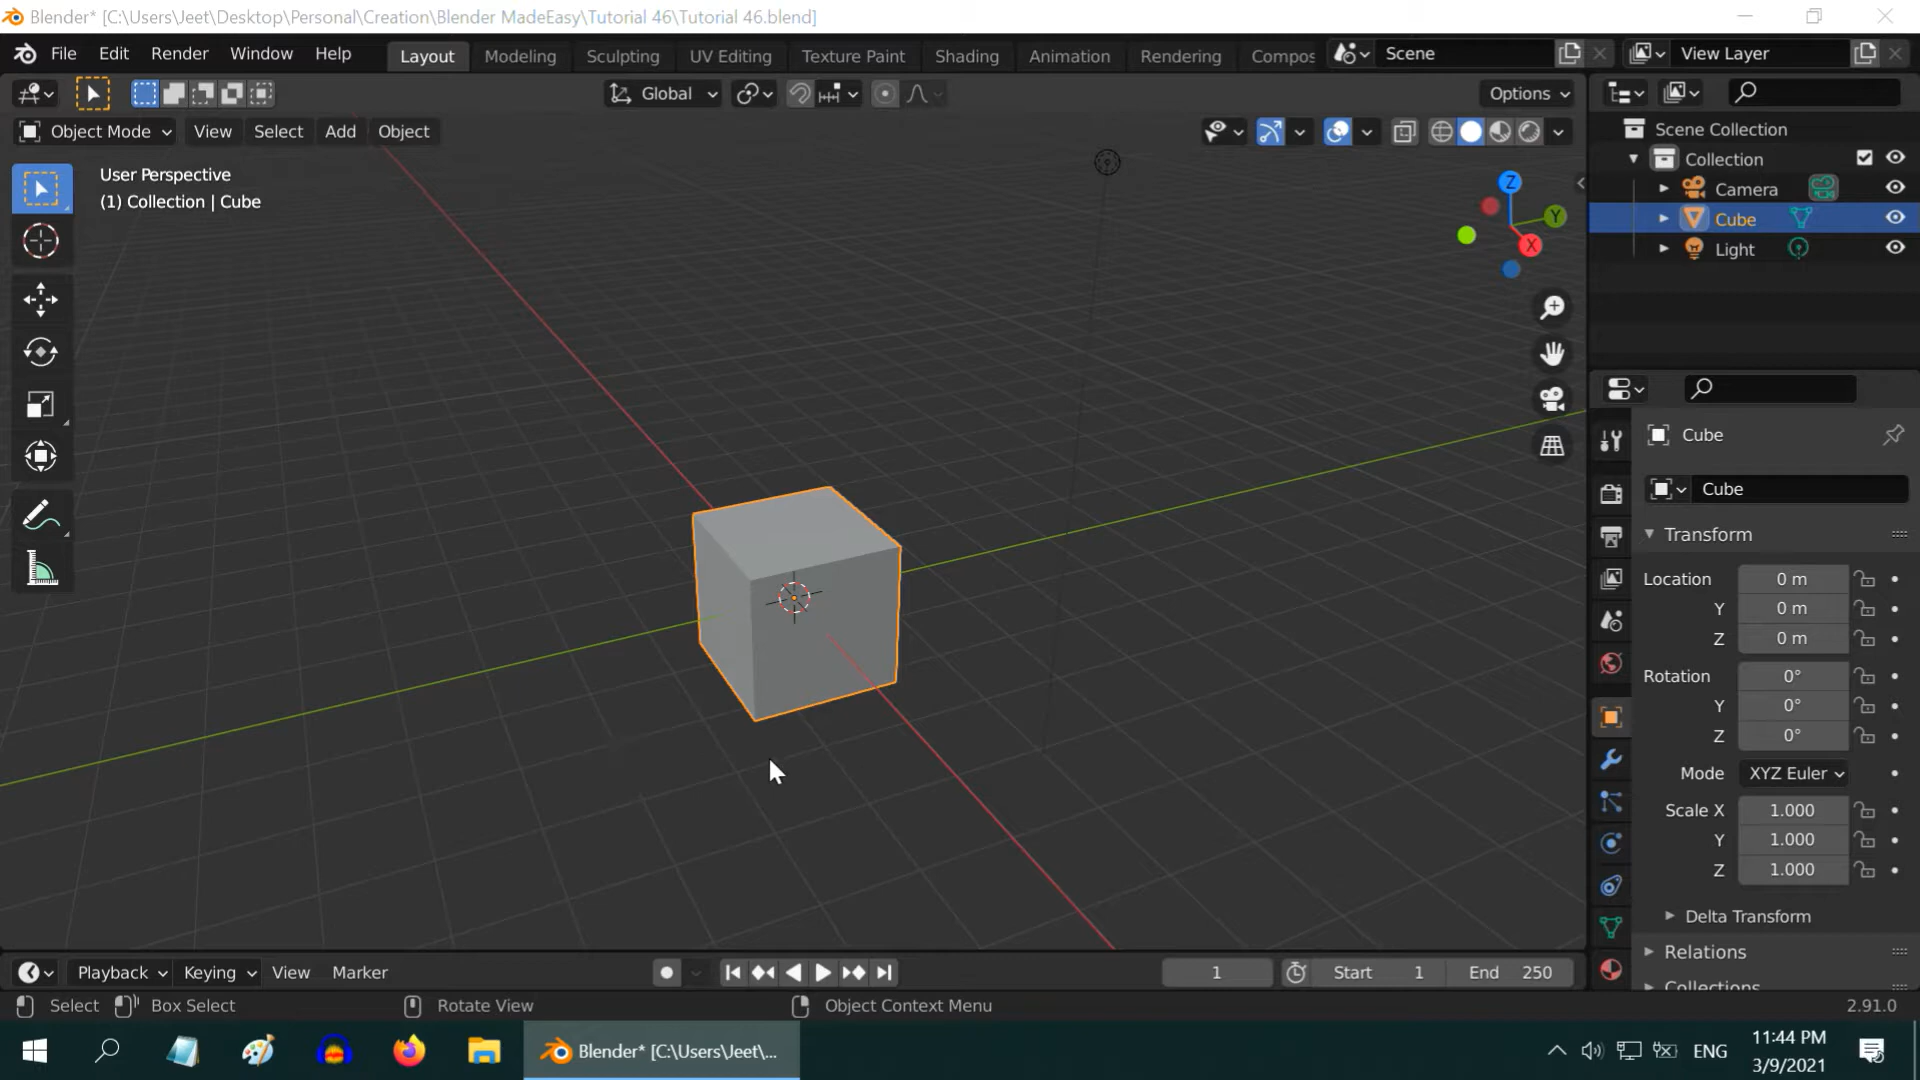 Blender* [C:\Users\Jeet\Desktop\Personal\Creation\Blender MadeEasy\Tutorial 46\Tutorial 46.blend]
File Edit Render Window Help Layout Modeling Sculpting UV Editing Texture Paint Shading Animation Rendering Compos Scene View Layer
Global Options
Object Mode View Select Add Object
User Perspective
(1) Collection | Cube
Z
Y
X
Scene Collection
Collection
Camera
Cube
Light
Cube
Cube
Transform
Location 0 m
Y 0 m
Z 0 m
Rotation 0°
Y 0°
Z 0°
Mode XYZ Euler
Scale X 1.000
Y 1.000
Z 1.000
Delta Transform
Relations
Collections
Playback Keying View Marker 1 Start 1 End 250
Select Box Select Rotate View Object Context Menu 2.91.0
Blender* [C:\Users\Jeet\...
ENG
11:44 PM
3/9/2021